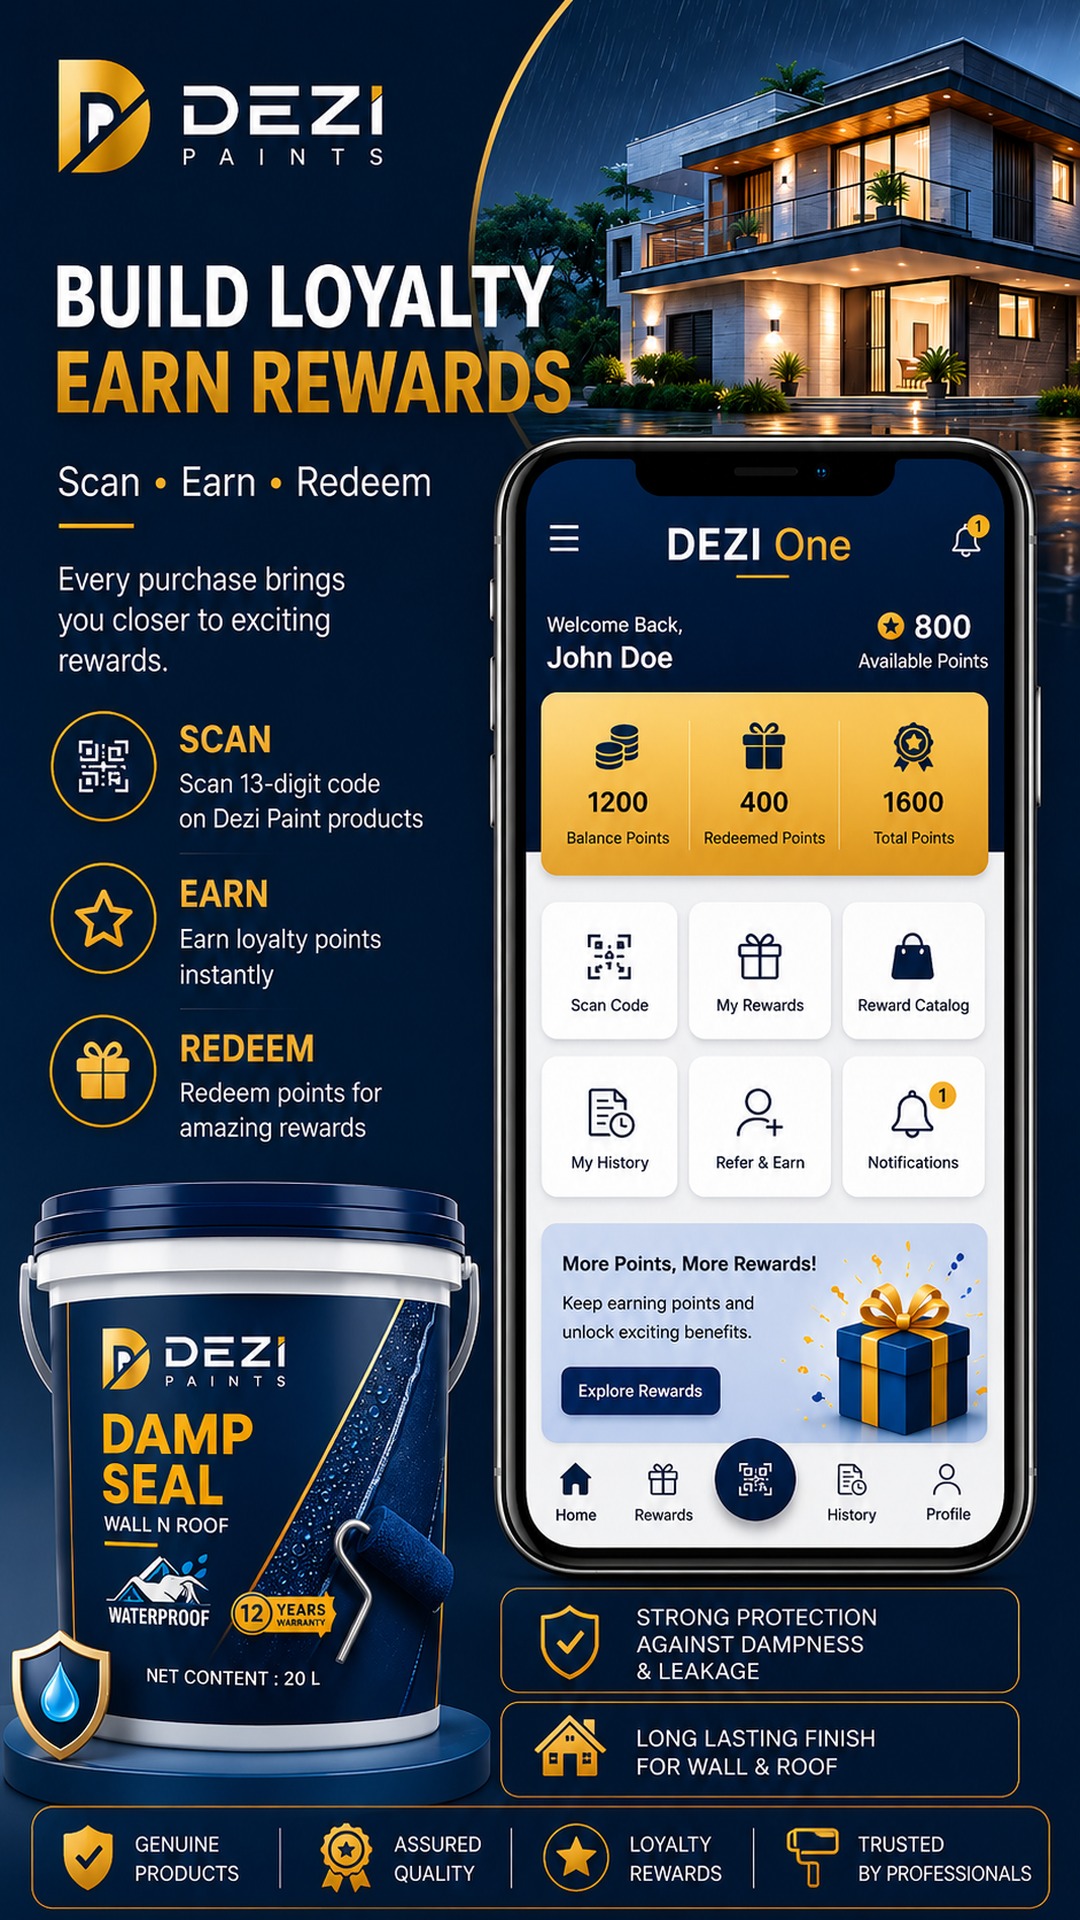 DEZI
PAINTS
BUILD LOYALTY
EARN REWARDS
Scan • Earn • Redeem
Every purchase brings
you closer to exciting
rewards.
SCAN
Scan 13-digit code
on Dezi Paint products
EARN
Earn loyalty points
instantly
REDEEM
Redeem points for
amazing rewards
DEZI One
1
Welcome Back,
John Doe
800
Available Points
1200
Balance Points
400
Redeemed Points
1600
Total Points
Scan Code
My Rewards
Reward Catalog
My History
Refer & Earn
1
Notifications
More Points, More Rewards!
Keep earning points and
unlock exciting benefits.
Explore Rewards
Home
Rewards
History
Profile
DEZI
PAINTS
DAMP
SEAL
WALL N ROOF
WATERPROOF
12 YEARS
WARRANTY
NET CONTENT : 20 L
STRONG PROTECTION
AGAINST DAMPNESS
& LEAKAGE
LONG LASTING FINISH
FOR WALL & ROOF
GENUINE
PRODUCTS
ASSURED
QUALITY
LOYALTY
REWARDS
TRUSTED
BY PROFESSIONALS